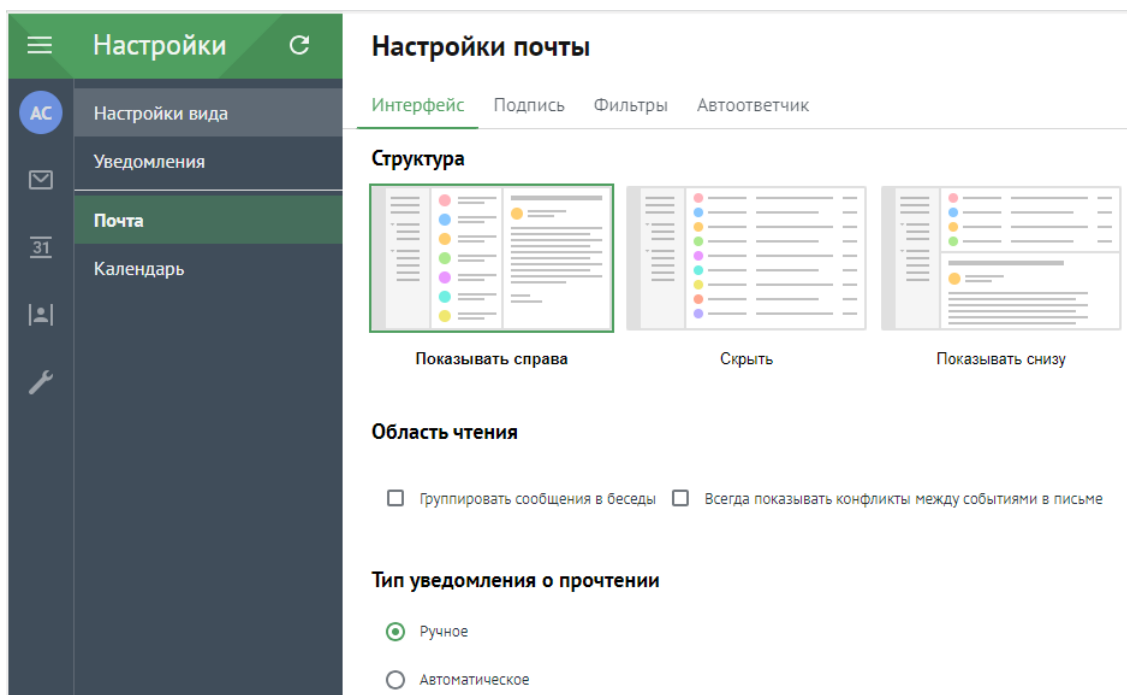 Настройки
Настройки почты
AC
Настройки вида
Интерфейс Подпись Фильтры Автоответчик
Уведомления
Структура
Почта
31
Календарь
Показывать справа Скрыть Показывать снизу
Область чтения
Группировать сообщения в беседы Всегда показывать конфликты между событиями в письме
Тип уведомления о прочтении
Ручное
Автоматическое